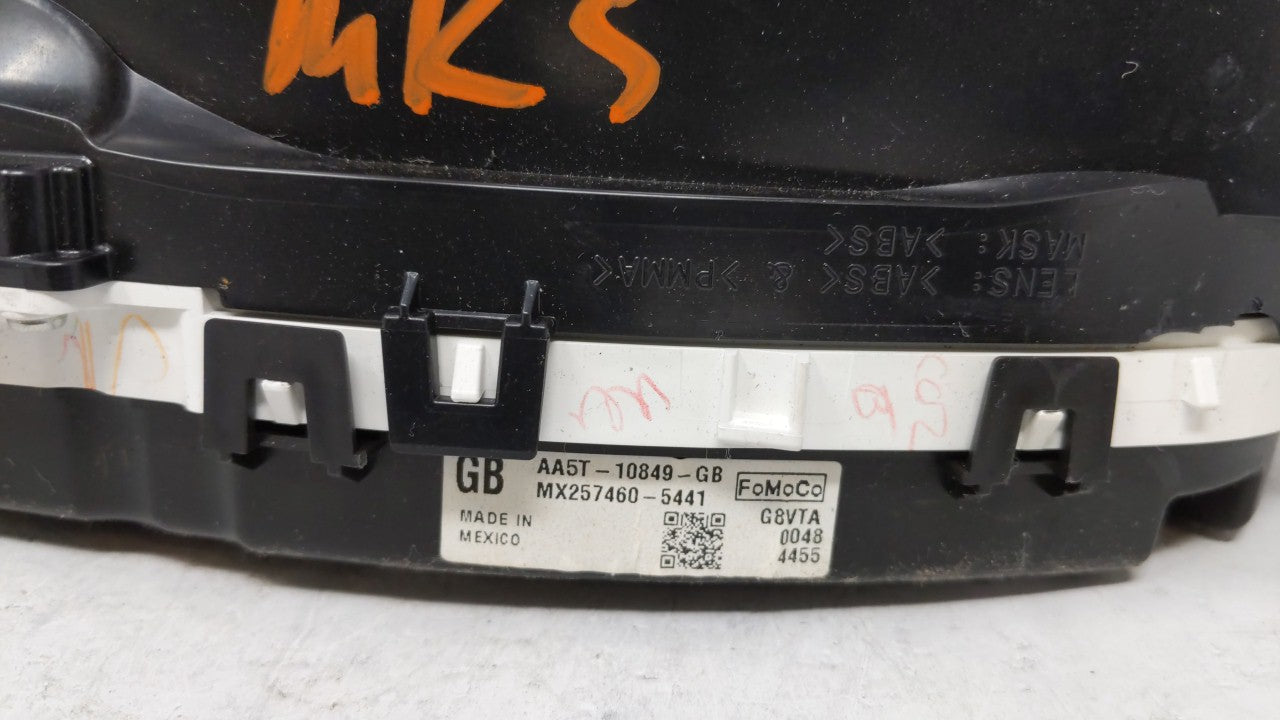 MKS
MASK: >ABS<
LENS: >ABS< & >PMMA<
GB
AA5T-10849-GB
MX257460-5441
FoMoCo
MADE IN
MEXICO
G8VTA
0048
4455